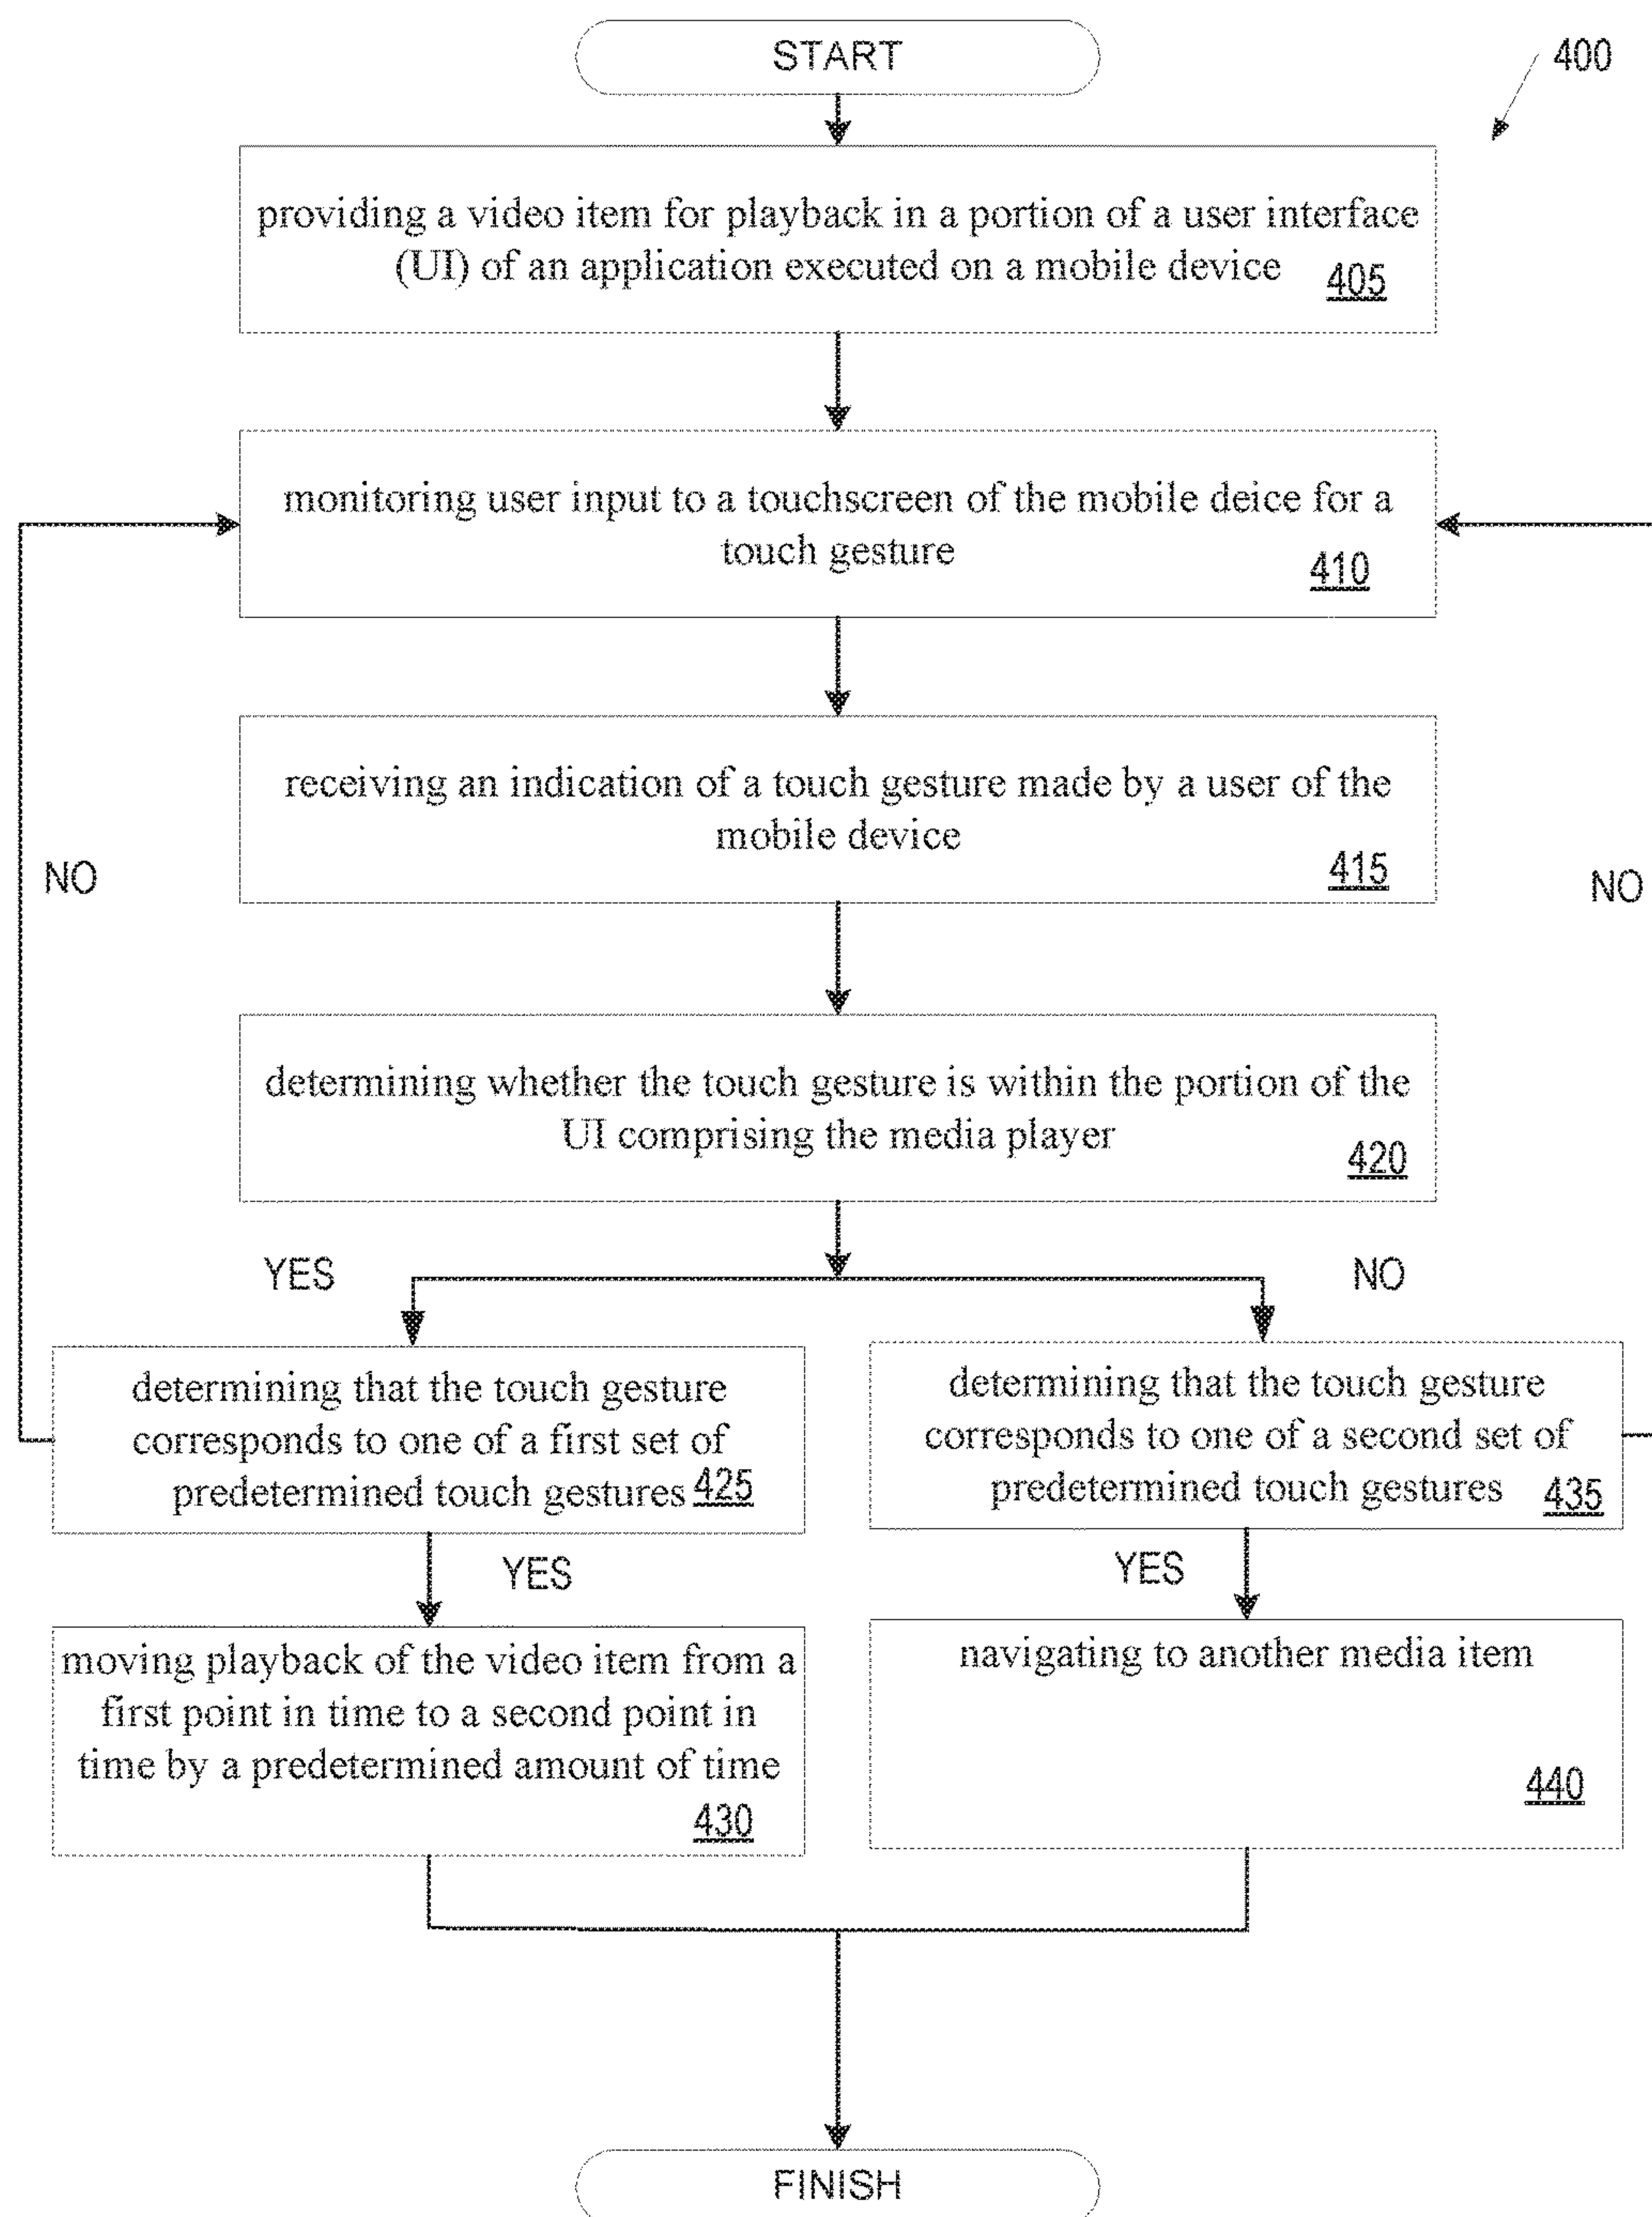 START
400
providing a video item for playback in a portion of a user interface
(UI) of an application executed on a mobile device
405
monitoring user input to a touchscreen of the mobile deice for a
touch gesture
410
receiving an indication of a touch gesture made by a user of the
mobile device
415
NO
NO
determining whether the touch gesture is within the portion of the
UI comprising the media player
420
YES
NO
determining that the touch gesture
corresponds to one of a first set of
predetermined touch gestures 425
determining that the touch gesture
corresponds to one of a second set of
predetermined touch gestures 435
YES
YES
moving playback of the video item from a
first point in time to a second point in
time by a predetermined amount of time
430
navigating to another media item
440
FINISH